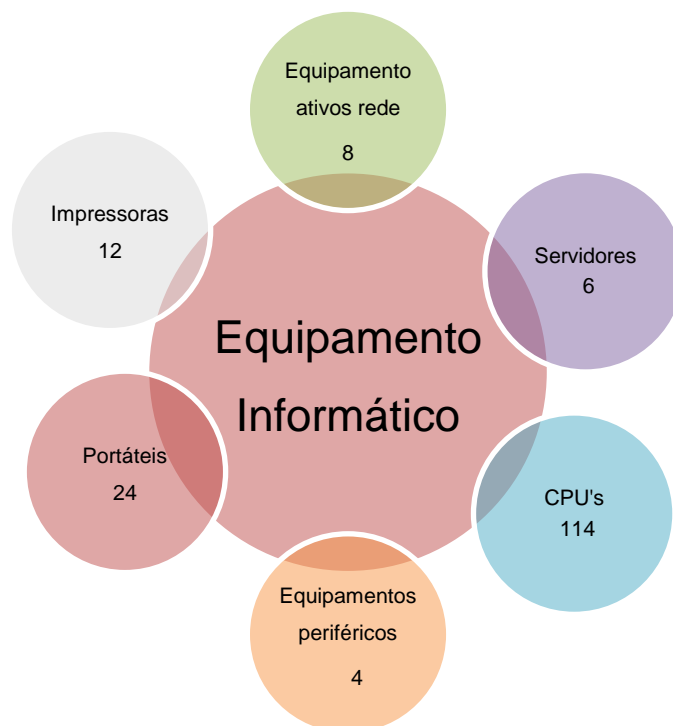 Equipamento
ativos rede
8
Impressoras
12
Servidores
6
Equipamento
Informático
Portáteis
24
CPU's
114
Equipamentos
periféricos
4